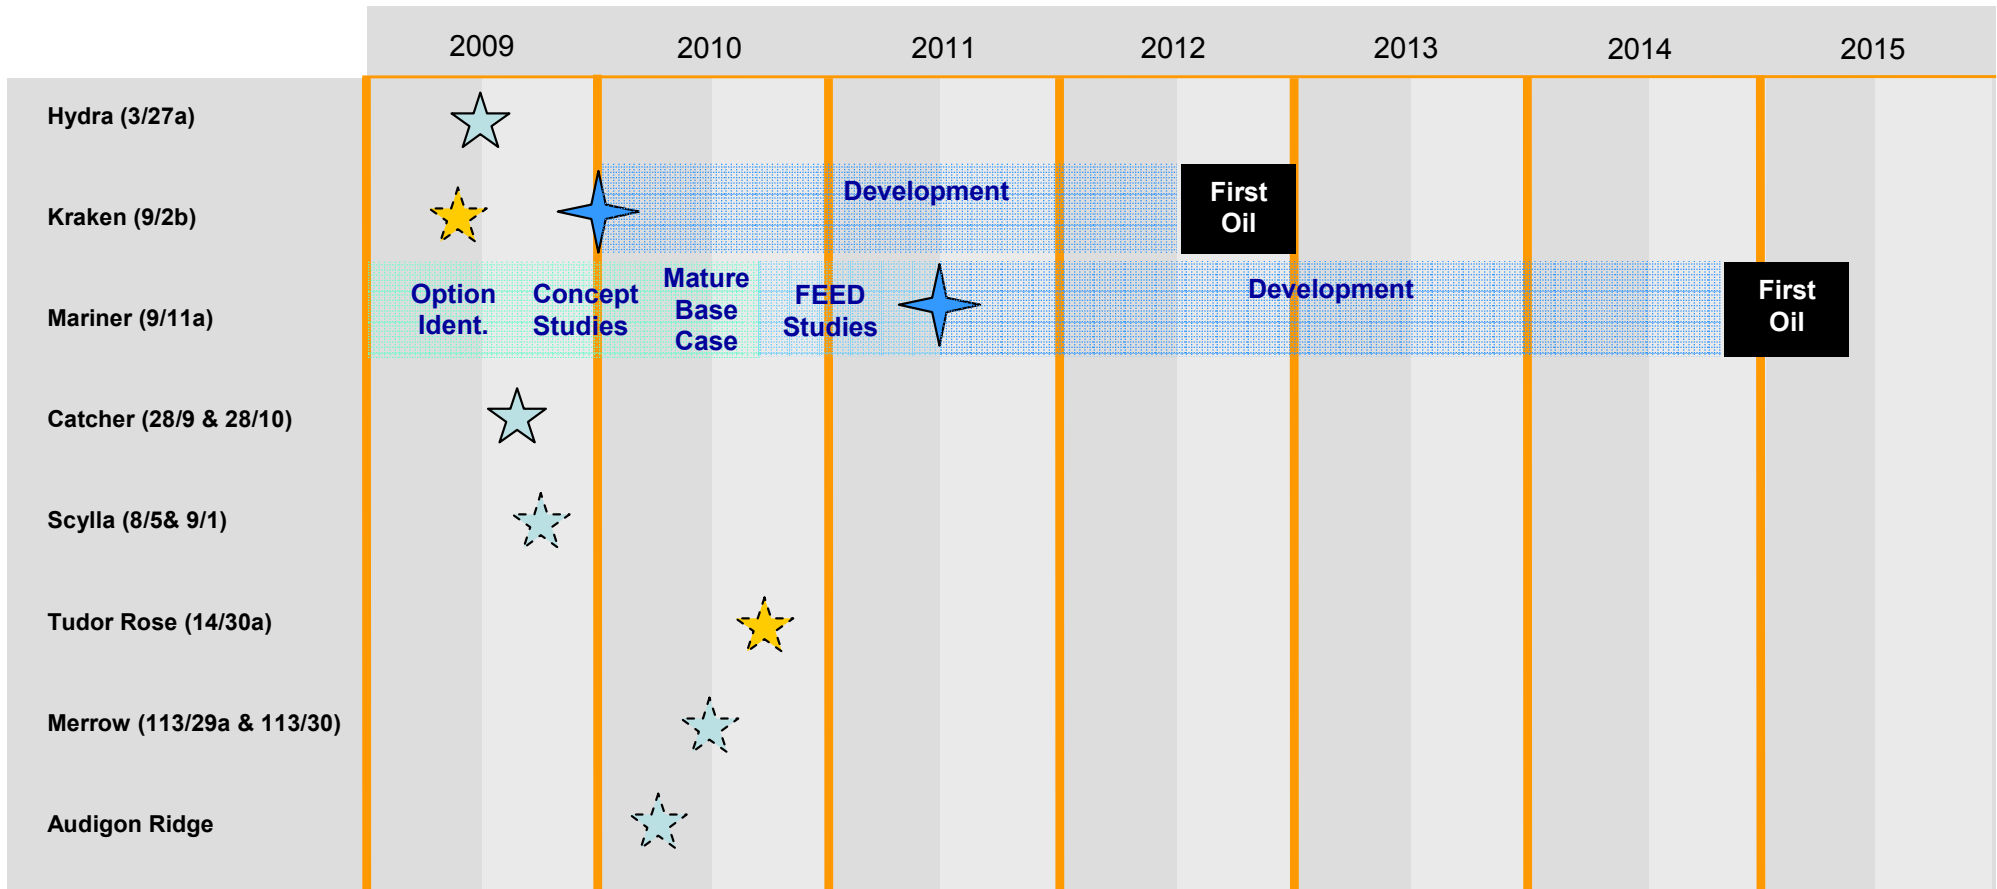 2009 2010 2011 2012 2013 2014 2015
Hydra (3/27a)
Kraken (9/2b)
Development
First
Oil
Mariner (9/11a)
Option
Ident.
Concept
Studies
Mature
Base
Case
FEED
Studies
Development
First
Oil
Catcher (28/9 & 28/10)
Scylla (8/5& 9/1)
Tudor Rose (14/30a)
Merrow (113/29a & 113/30)
Audigon Ridge